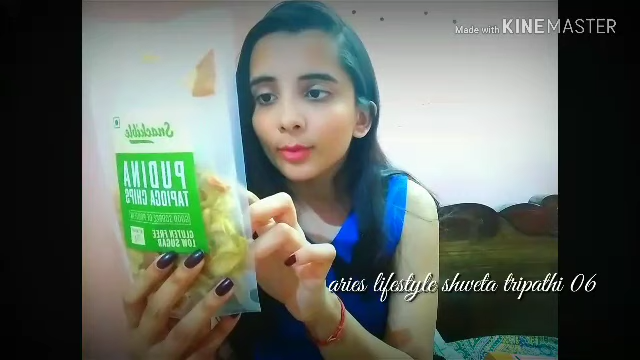 Made with KINEMASTER
Snackible
PUDINA
TAPIOCA CHIPS
GOOD SOURCE OF PROTEIN
GLUTEN FREE
LOW SUGAR
aries lifestyle shweta tripathi 06